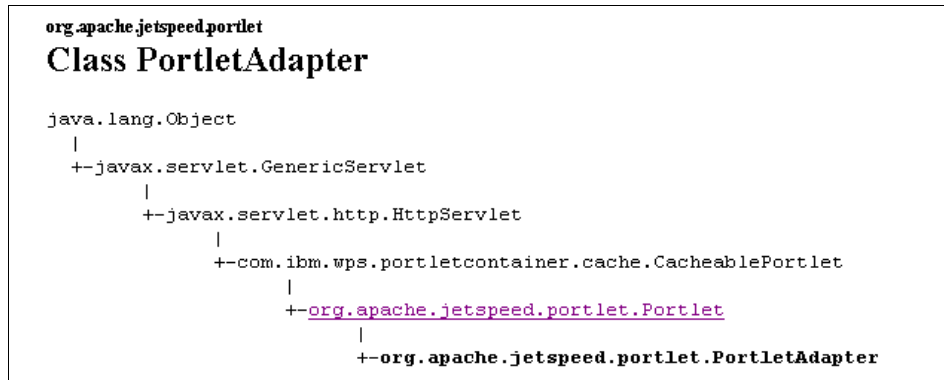 org.apache.jetspeed.portlet
Class PortletAdapter
java.lang.Object
|
+-javax.servlet.GenericServlet
|
+-javax.servlet.http.HttpServlet
|
+-com.ibm.wps.portletcontainer.cache.CacheablePortlet
|
+-org.apache.jetspeed.portlet.Portlet
|
+-org.apache.jetspeed.portlet.PortletAdapter